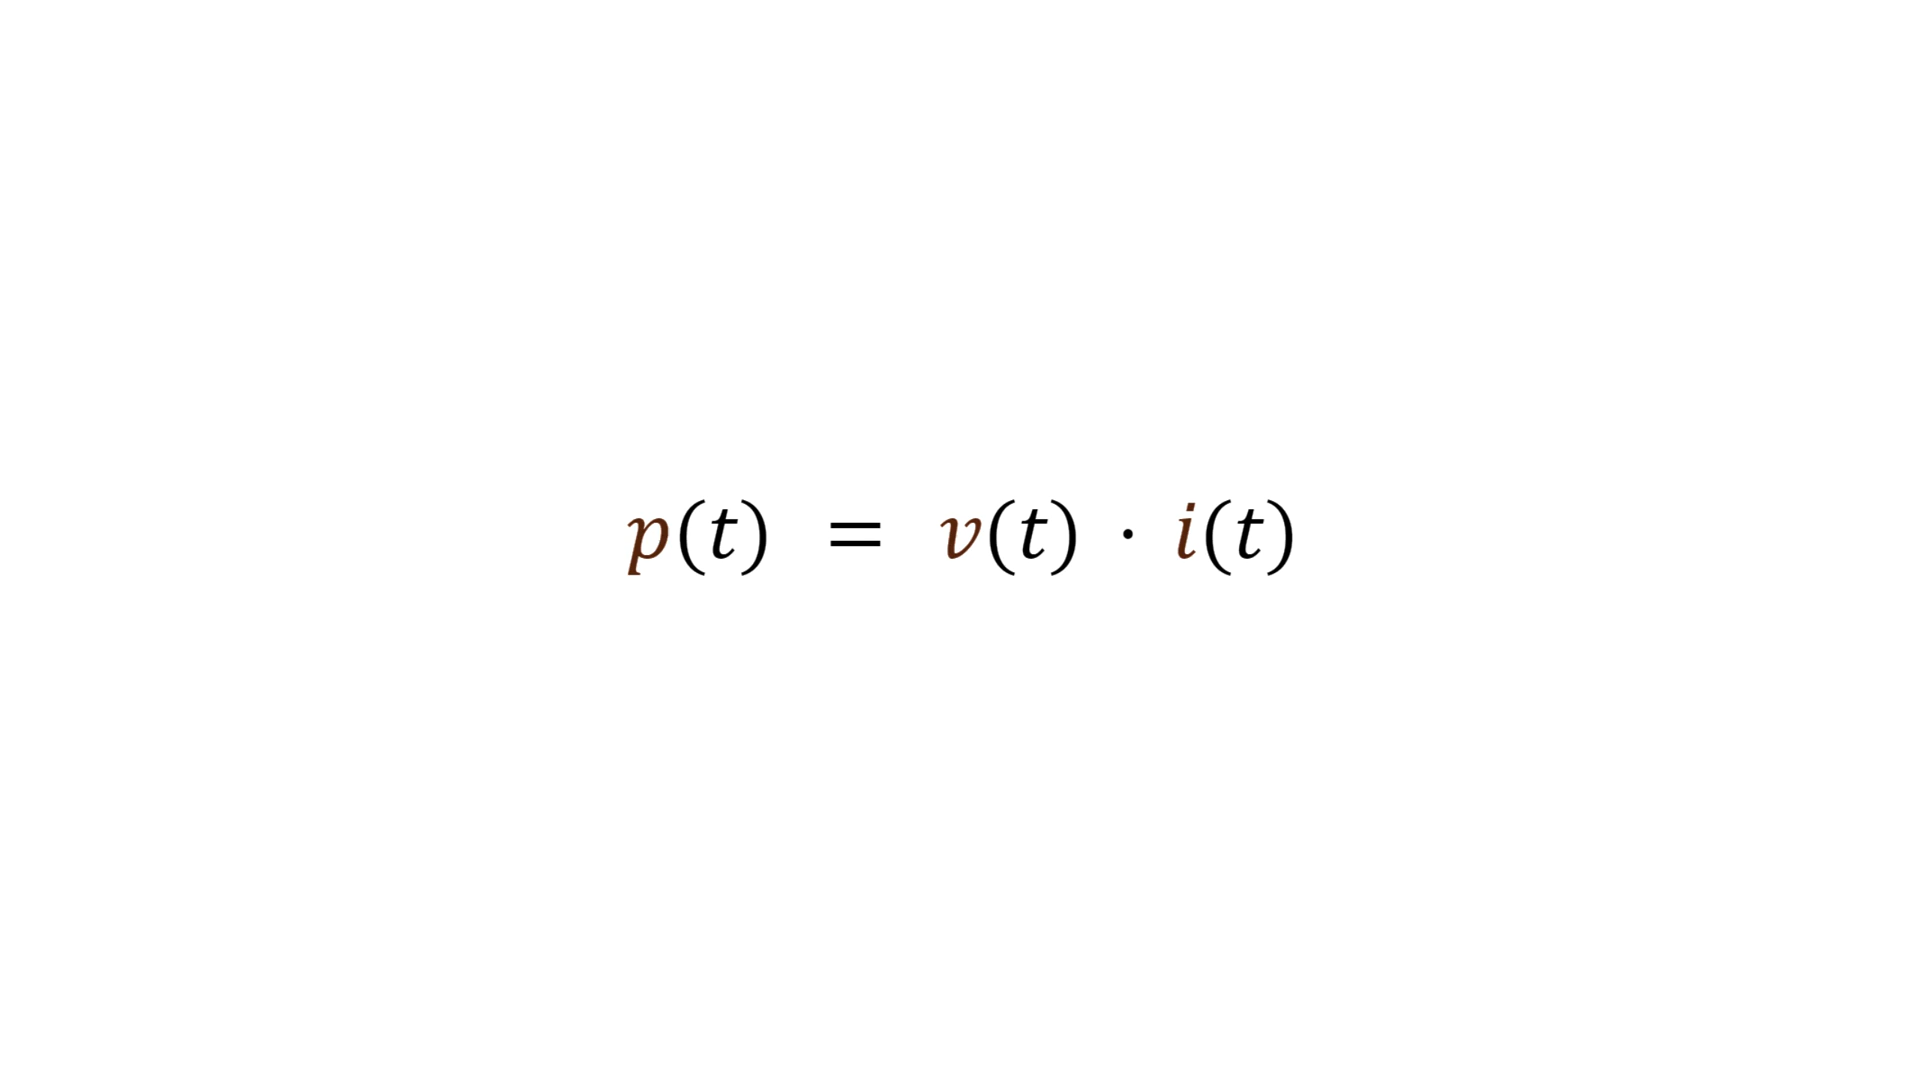 p(t) = v(t) · i(t)